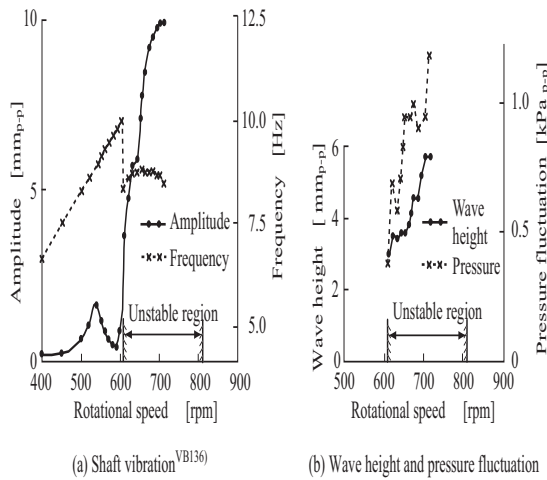 (a)
(b)
10
5
0
Amplitude [mmp-p]
12.5
10.0
7.5
5.0
Frequency [Hz]
Amplitude
Frequency
Unstable region
400 500 600 700 800 900
Rotational speed [rpm]
(a) Shaft vibration VB136)
6
4
2
0
Wave height [mmp-p]
1.0
0.5
0
Pressure fluctuation [kPa p-p]
Wave height
Pressure
Unstable region
500 600 700 800 900
Rotational speed [rpm]
(b) Wave height and pressure fluctuation